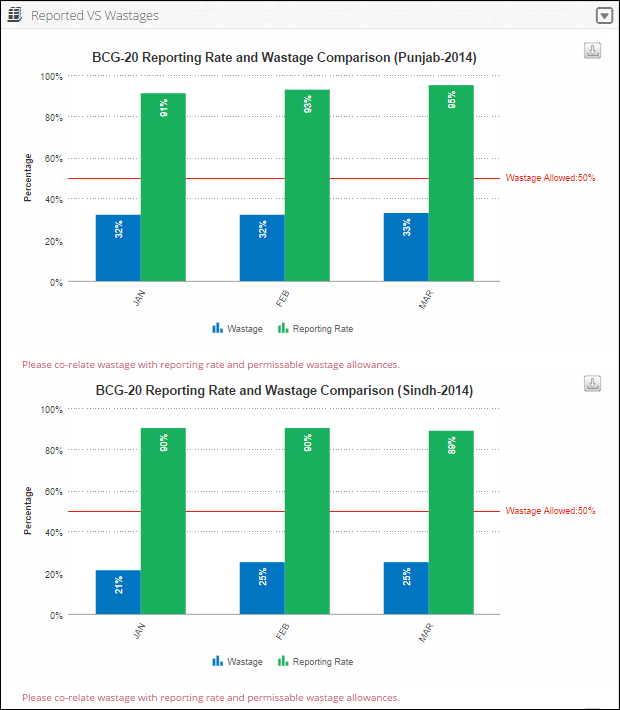 Reported VS Wastages
BCG-20 Reporting Rate and Wastage Comparison (Punjab-2014)
Percentage
100%
80%
60%
40%
20%
0%
32%
91%
32%
93%
33%
95%
Wastage Allowed:50%
JAN
FEB
MAR
Wastage
Reporting Rate
Please co-relate wastage with reporting rate and permissable wastage allowances.
BCG-20 Reporting Rate and Wastage Comparison (Sindh-2014)
Percentage
100%
80%
60%
40%
20%
0%
21%
90%
25%
90%
25%
89%
Wastage Allowed:50%
JAN
FEB
MAR
Wastage
Reporting Rate
Please co-relate wastage with reporting rate and permissable wastage allowances.